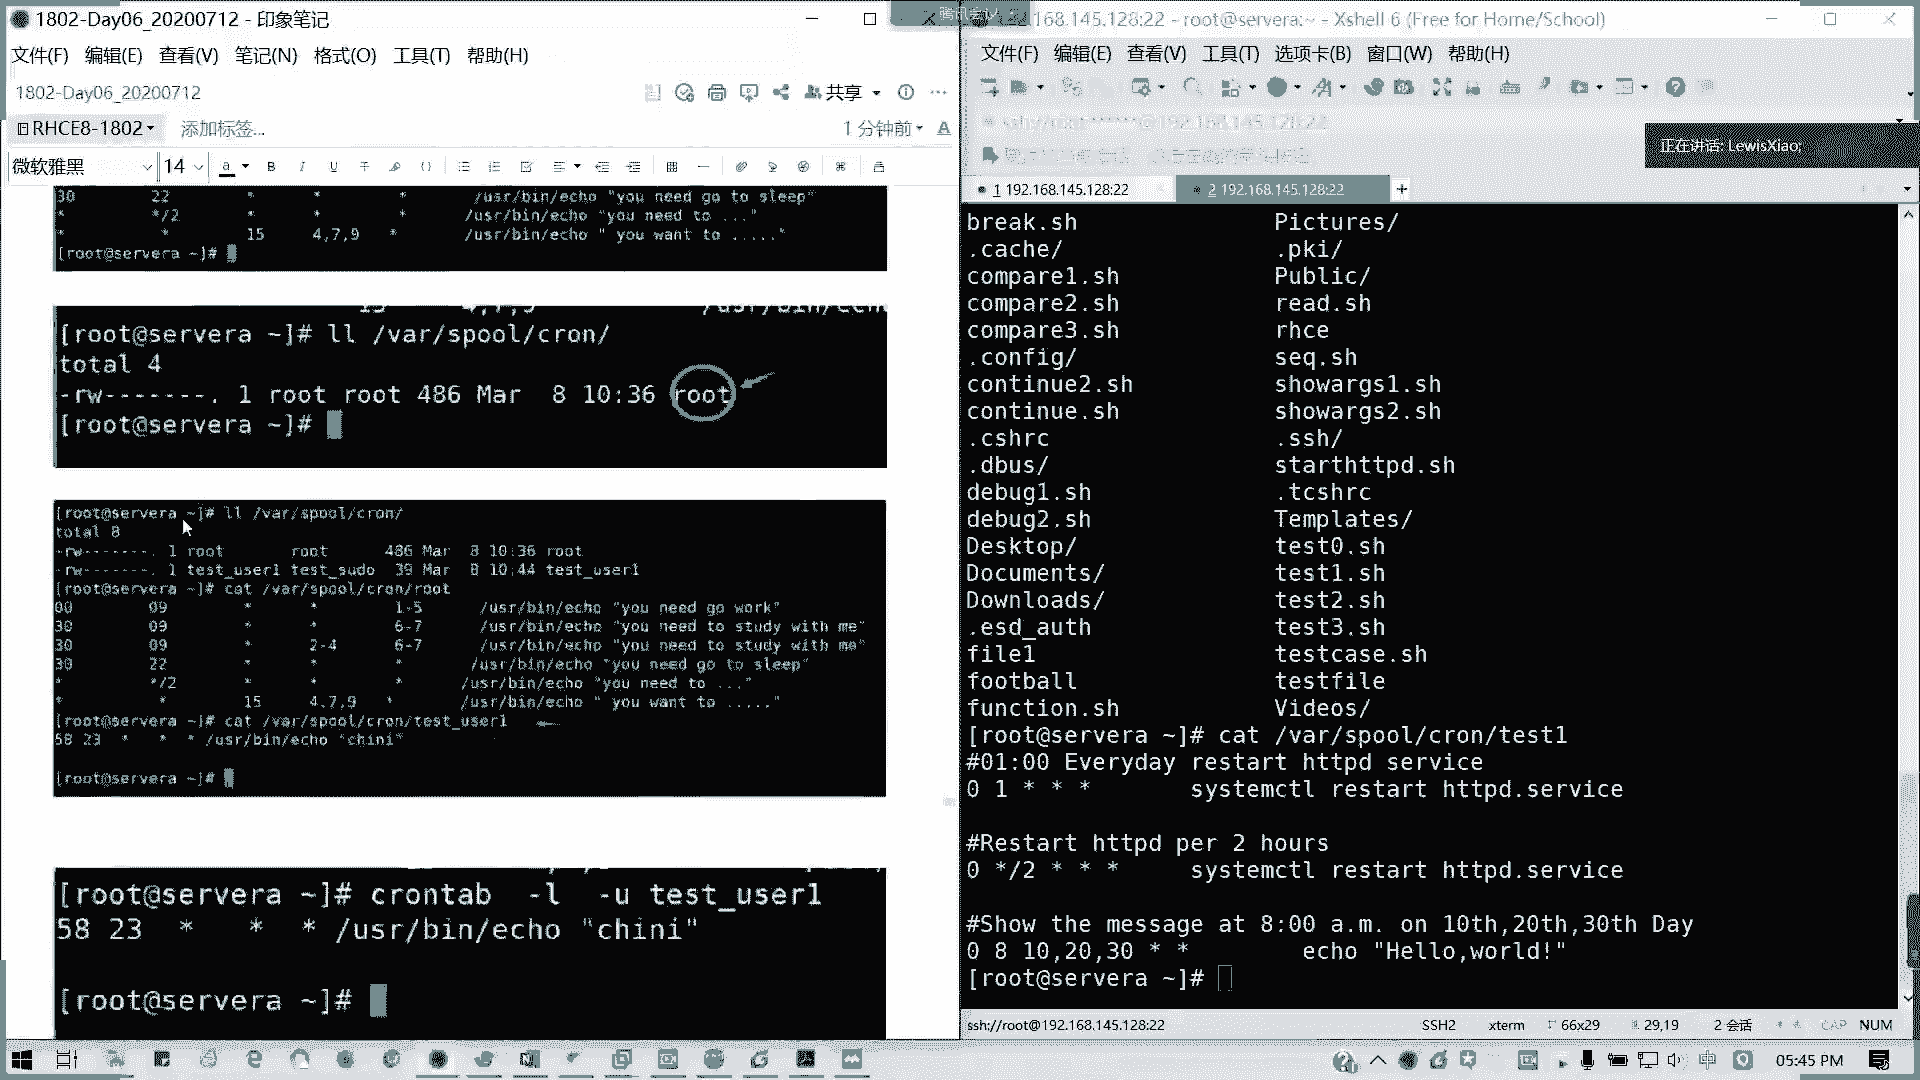 1802-Day06_20200712 - 印象笔记
文件(F) 编辑(E) 查看(V) 笔记(N) 格式(O) 工具(T) 帮助(H)
1802-Day06_20200712
共享
RHCE8-1802 添加标签...
1 分钟前
微软雅黑 14
30 22 * * * /usr/bin/echo "you need go to sleep"
* */2 * * * /usr/bin/echo "you need to ..."
* * 15 4,7,9 * /usr/bin/echo " you want to ....."
[root@servera ~]#
[root@servera ~]# ll /var/spool/cron/
total 4
-rw-------. 1 root root 486 Mar 8 10:36 root
[root@servera ~]#
[root@servera ~]# ll /var/spool/cron/
total 8
-rw-------. 1 root root 486 Mar 8 10:36 root
-rw-------. 1 test_user1 test_sudo 39 Mar 8 10:44 test_user1
[root@servera ~]# cat /var/spool/cron/root
00 09 * * 1-5 /usr/bin/echo "you need go work"
30 09 * * 6-7 /usr/bin/echo "you need to study with me"
30 09 * 2-4 6-7 /usr/bin/echo "you need to study with me"
30 22 * * * /usr/bin/echo "you need go to sleep"
* */2 * * * /usr/bin/echo "you need to ..."
* * 15 4,7,9 * /usr/bin/echo " you want to ....."
[root@servera ~]# cat /var/spool/cron/test_user1
58 23 * * * /usr/bin/echo "chini"
[root@servera ~]#
[root@servera ~]# crontab -l -u test_user1
58 23 * * * /usr/bin/echo "chini"
[root@servera ~]#
192.168.145.128:22 - root@servera:~ - Xshell 6 (Free for Home/School)
文件(F) 编辑(E) 查看(V) 工具(T) 选项卡(B) 窗口(W) 帮助(H)
正在讲话: LewisXiao;
1 192.168.145.128:22
2 192.168.145.128:22
break.sh Pictures/
.cache/ .pki/
compare1.sh Public/
compare2.sh read.sh
compare3.sh rhce
.config/ seq.sh
continue2.sh showargs1.sh
continue.sh showargs2.sh
.cshrc .ssh/
.dbus/ starthttpd.sh
debug1.sh .tcshrc
debug2.sh Templates/
Desktop/ test0.sh
Documents/ test1.sh
Downloads/ test2.sh
.esd_auth test3.sh
file1 testcase.sh
football testfile
function.sh Videos/
[root@servera ~]# cat /var/spool/cron/test1
#01:00 Everyday restart httpd service
0 1 * * * systemctl restart httpd.service
#Restart httpd per 2 hours
0 */2 * * * systemctl restart httpd.service
#Show the message at 8:00 a.m. on 10th,20th,30th Day
0 8 10,20,30 * * echo "Hello,world!"
[root@servera ~]#
ssh://root@192.168.145.128:22 SSH2 xterm 66x29 29,19 2 会话 CAP NUM
中 05:45 PM